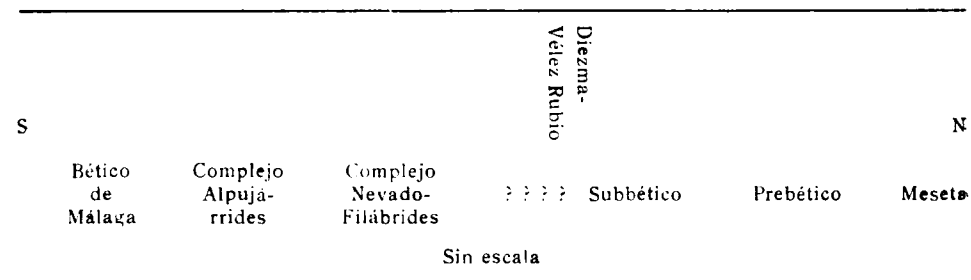 Diezma-
Vélez Rubio
S N
Bético de Málaga
Complejo Alpujá-rrides
Complejo Nevado-Filábrides
? ? ? ?
Subbético
Prebético
Meseta
Sin escala